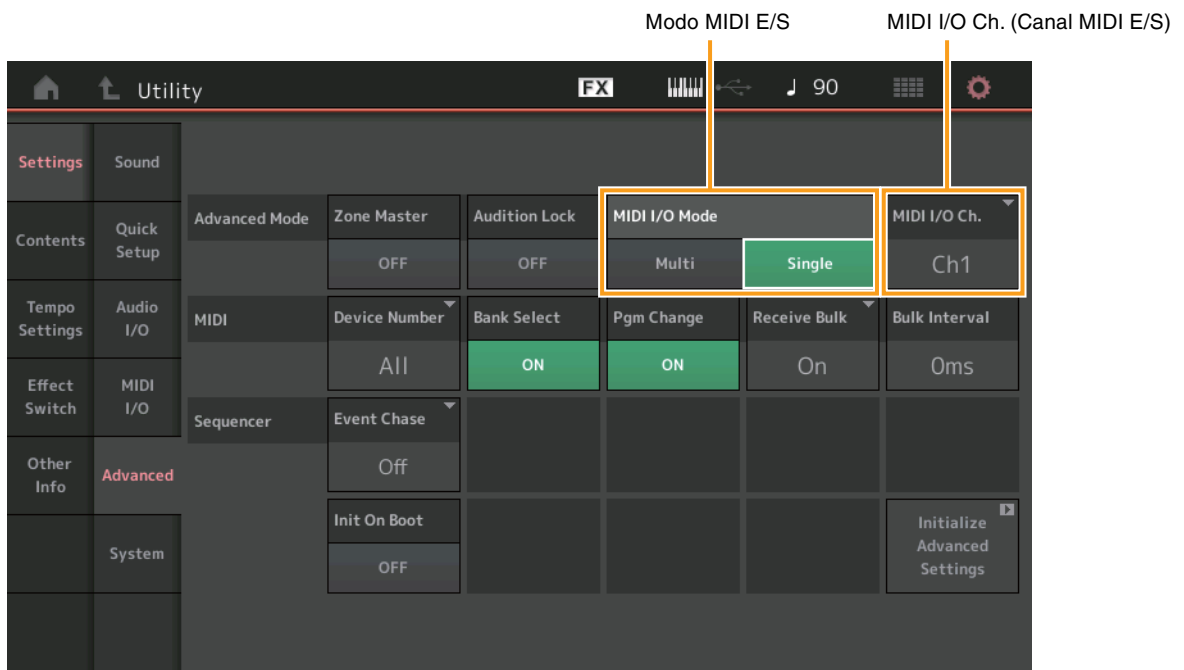 Modo MIDI E/S
MIDI I/O Ch. (Canal MIDI E/S)
Utility
FX
♩ 90
Settings
Sound
Advanced Mode
Zone Master
OFF
Audition Lock
OFF
MIDI I/O Mode
Multi
Single
MIDI I/O Ch.
Ch1
Contents
Quick
Setup
Tempo
Settings
Audio
I/O
MIDI
Device Number
All
Bank Select
ON
Pgm Change
ON
Receive Bulk
On
Bulk Interval
0ms
Effect
Switch
MIDI
I/O
Sequencer
Event Chase
Off
Other
Info
Advanced
Init On Boot
OFF
Initialize
Advanced
Settings
System